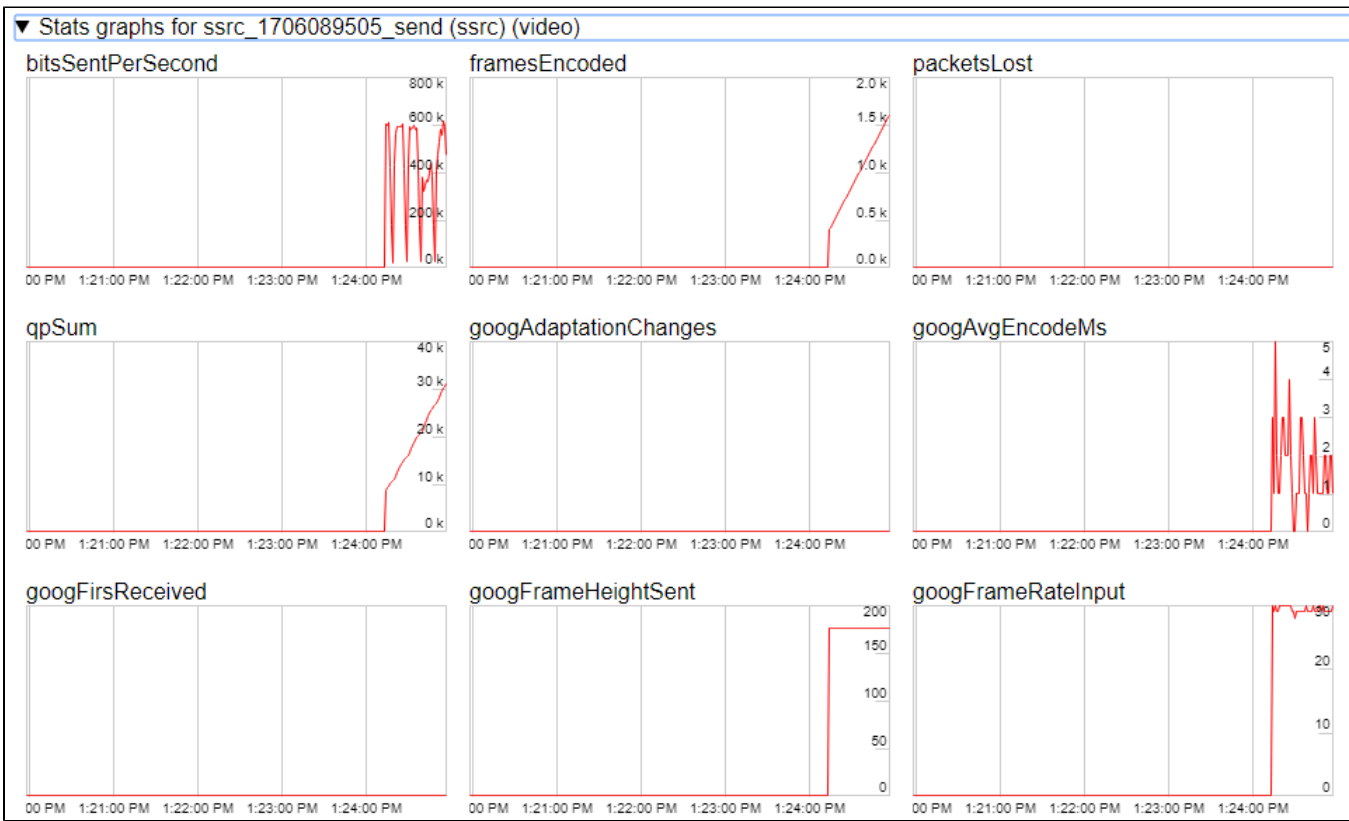 ▼ Stats graphs for ssrc_1706089505_send (ssrc) (video)
bitsSentPerSecond
800 k
600 k
400 k
200 k
0 k
00 PM 1:21:00 PM 1:22:00 PM 1:23:00 PM 1:24:00 PM
framesEncoded
2.0 k
1.5 k
1.0 k
0.5 k
0.0 k
00 PM 1:21:00 PM 1:22:00 PM 1:23:00 PM 1:24:00 PM
packetsLost
00 PM 1:21:00 PM 1:22:00 PM 1:23:00 PM 1:24:00 PM
qpSum
40 k
30 k
20 k
10 k
0 k
00 PM 1:21:00 PM 1:22:00 PM 1:23:00 PM 1:24:00 PM
googAdaptationChanges
00 PM 1:21:00 PM 1:22:00 PM 1:23:00 PM 1:24:00 PM
googAvgEncodeMs
5
4
3
2
1
0
00 PM 1:21:00 PM 1:22:00 PM 1:23:00 PM 1:24:00 PM
googFirsReceived
00 PM 1:21:00 PM 1:22:00 PM 1:23:00 PM 1:24:00 PM
googFrameHeightSent
200
150
100
50
0
00 PM 1:21:00 PM 1:22:00 PM 1:23:00 PM 1:24:00 PM
googFrameRateInput
30
20
10
0
00 PM 1:21:00 PM 1:22:00 PM 1:23:00 PM 1:24:00 PM